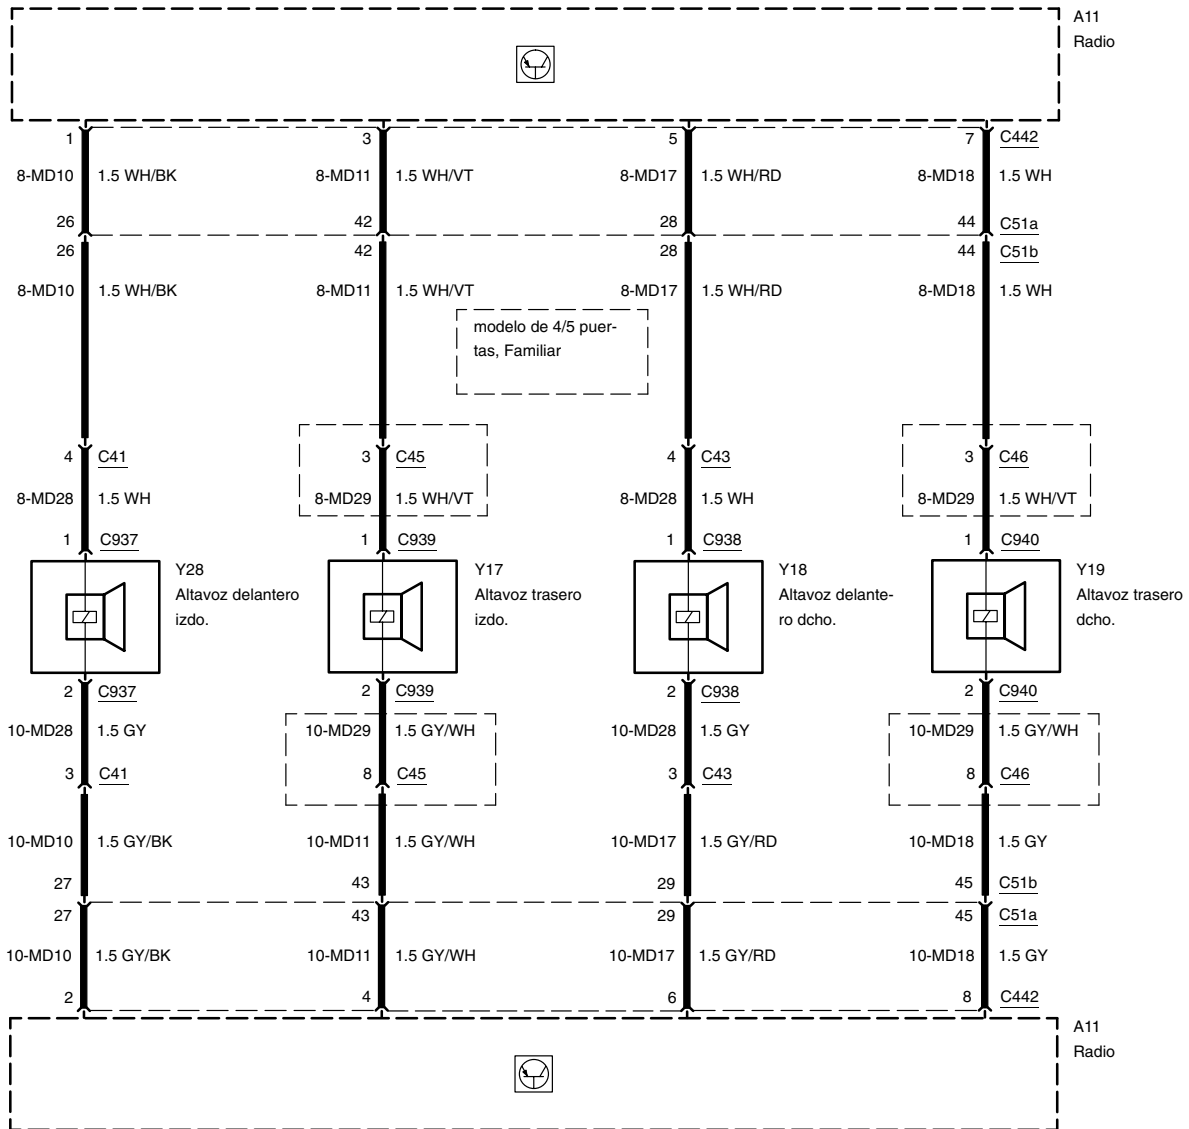 A11
Radio
1 3 5 7 C442
8-MD10 1.5 WH/BK 8-MD11 1.5 WH/VT 8-MD17 1.5 WH/RD 8-MD18 1.5 WH
26 42 28 44 C51a
26 42 28 44 C51b
8-MD10 1.5 WH/BK 8-MD11 1.5 WH/VT 8-MD17 1.5 WH/RD 8-MD18 1.5 WH
modelo de 4/5 puer-
tas, Familiar
4 C41 3 C45 4 C43 3 C46
8-MD28 1.5 WH 8-MD29 1.5 WH/VT 8-MD28 1.5 WH 8-MD29 1.5 WH/VT
1 C937 1 C939 1 C938 1 C940
Y28
Altavoz delantero
izdo.
Y17
Altavoz trasero
izdo.
Y18
Altavoz delante-
ro dcho.
Y19
Altavoz trasero
dcho.
2 C937 2 C939 2 C938 2 C940
10-MD28 1.5 GY 10-MD29 1.5 GY/WH 10-MD28 1.5 GY 10-MD29 1.5 GY/WH
3 C41 8 C45 3 C43 8 C46
10-MD10 1.5 GY/BK 10-MD11 1.5 GY/WH 10-MD17 1.5 GY/RD 10-MD18 1.5 GY
27 43 29 45 C51b
27 43 29 45 C51a
10-MD10 1.5 GY/BK 10-MD11 1.5 GY/WH 10-MD17 1.5 GY/RD 10-MD18 1.5 GY
2 4 6 8 C442
A11
Radio